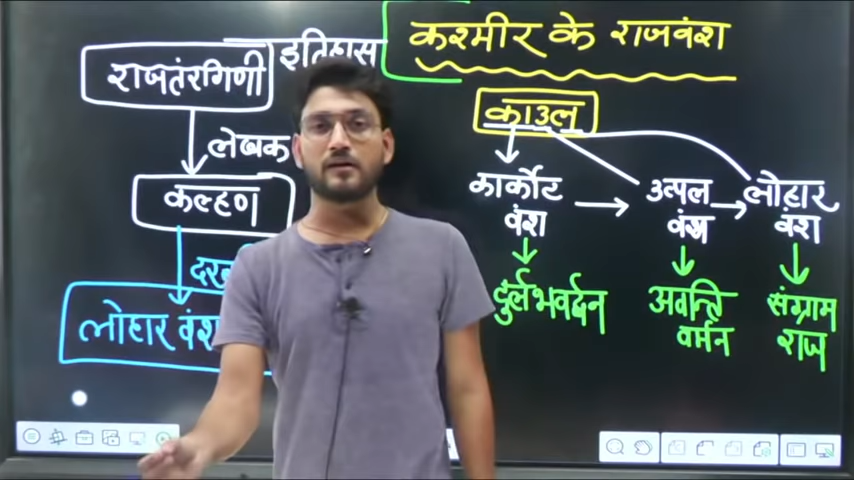 कश्मीर के राजवंश
राजतंरगिणी
इतिहास
काउल
लेखक
कल्हण
कार्कोट
वंश
उत्पल
वंश
लोहार
वंश
लोहार वंश
दुर्लभवर्दन
अवन्ति
वर्मन
संग्राम
राज